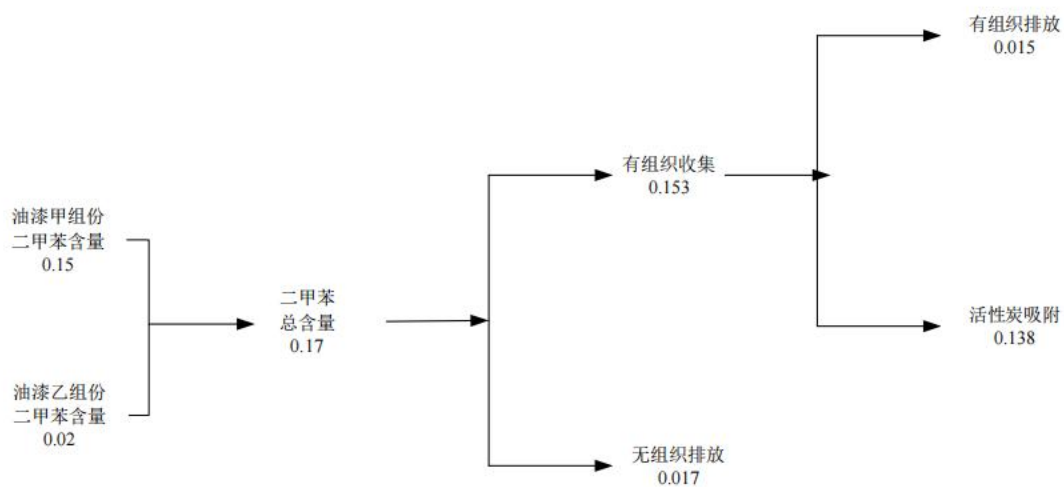 油漆甲组份
二甲苯含量
0.15
油漆乙组份
二甲苯含量
0.02
二甲苯
总含量
0.17
有组织收集
0.153
无组织排放
0.017
有组织排放
0.015
活性炭吸附
0.138